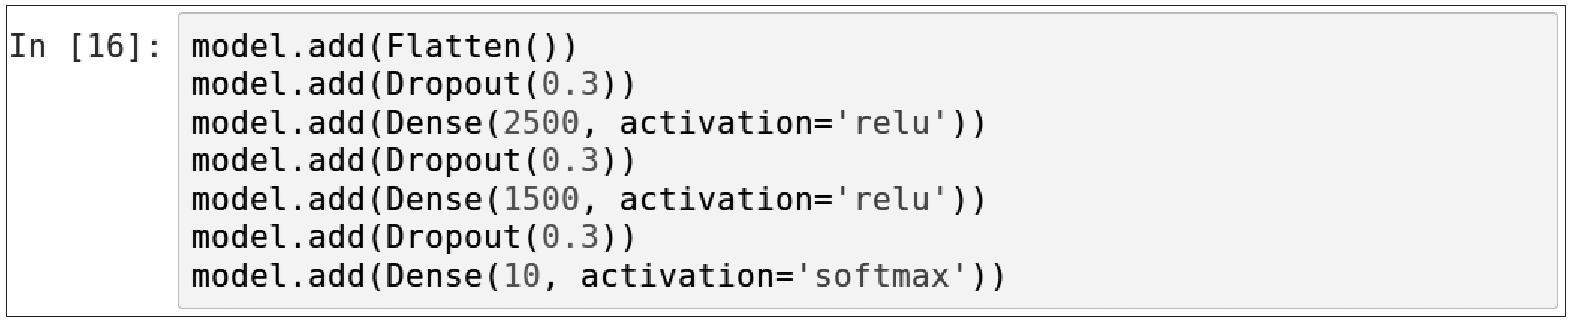 In [16]: model.add(Flatten())
model.add(Dropout(0.3))
model.add(Dense(2500, activation='relu'))
model.add(Dropout(0.3))
model.add(Dense(1500, activation='relu'))
model.add(Dropout(0.3))
model.add(Dense(10, activation='softmax'))